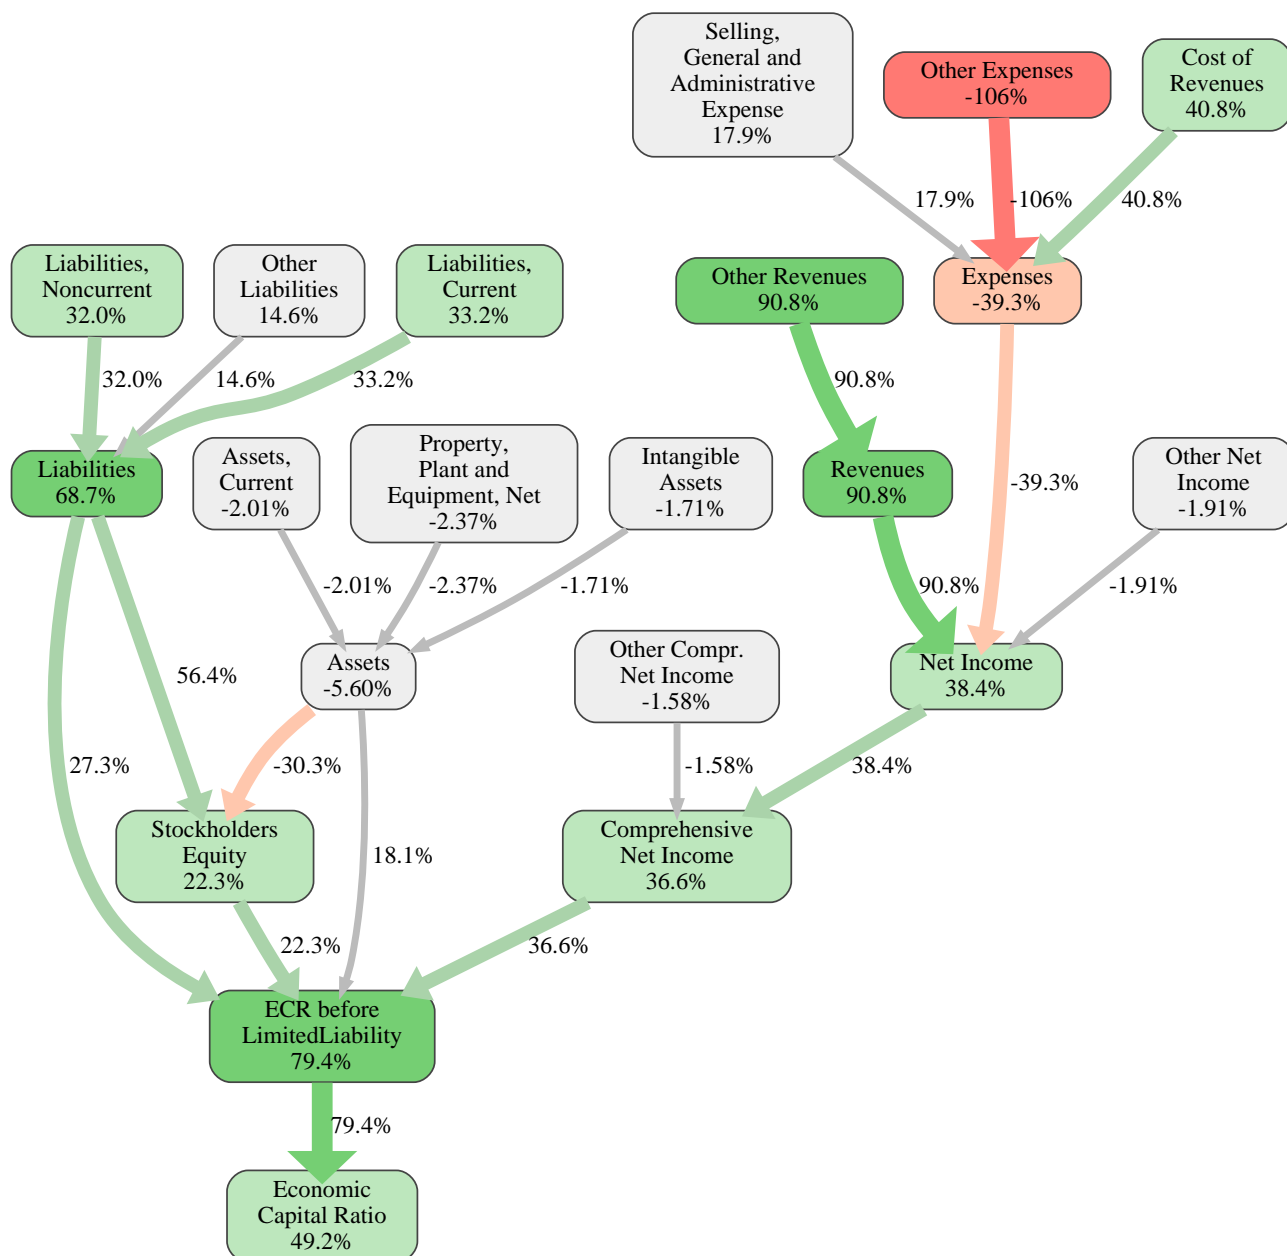 Selling,
General and
Administrative
Expense
17.9%
Other Expenses
-106%
Cost of
Revenues
40.8%
17.9%
-106%
40.8%
Liabilities,
Noncurrent
32.0%
Other
Liabilities
14.6%
Liabilities,
Current
33.2%
Other Revenues
90.8%
Expenses
-39.3%
32.0%
14.6%
33.2%
90.8%
Liabilities
68.7%
Assets,
Current
-2.01%
Property,
Plant and
Equipment, Net
-2.37%
Intangible
Assets
-1.71%
Revenues
90.8%
-39.3%
Other Net
Income
-1.91%
-2.01%
-2.37%
-1.71%
90.8%
-1.91%
56.4%
Assets
-5.60%
Other Compr.
Net Income
-1.58%
Net Income
38.4%
27.3%
-30.3%
-1.58%
38.4%
Stockholders
Equity
22.3%
18.1%
Comprehensive
Net Income
36.6%
22.3%
36.6%
ECR before
LimitedLiability
79.4%
79.4%
Economic
Capital Ratio
49.2%